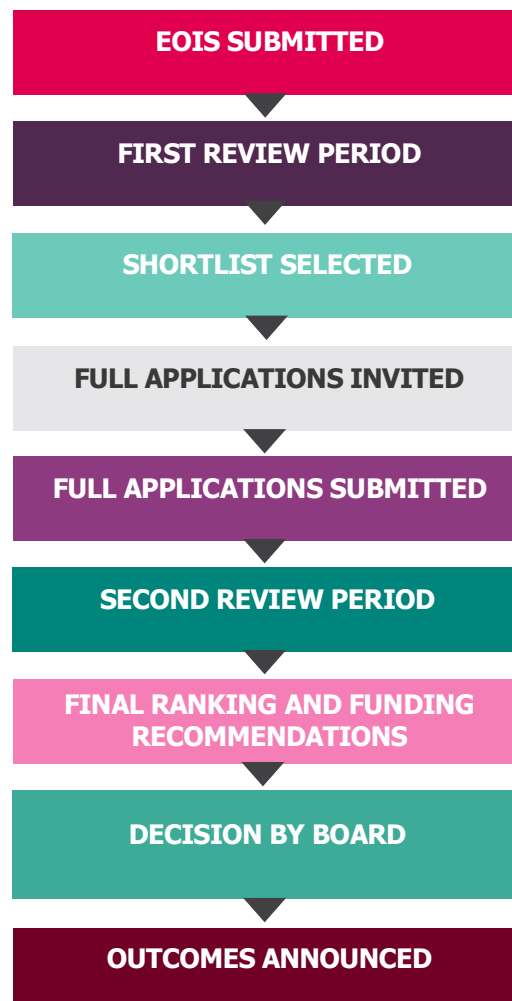 EOIS SUBMITTED
FIRST REVIEW PERIOD
SHORTLIST SELECTED
FULL APPLICATIONS INVITED
FULL APPLICATIONS SUBMITTED
SECOND REVIEW PERIOD
FINAL RANKING AND FUNDING
RECOMMENDATIONS
DECISION BY BOARD
OUTCOMES ANNOUNCED